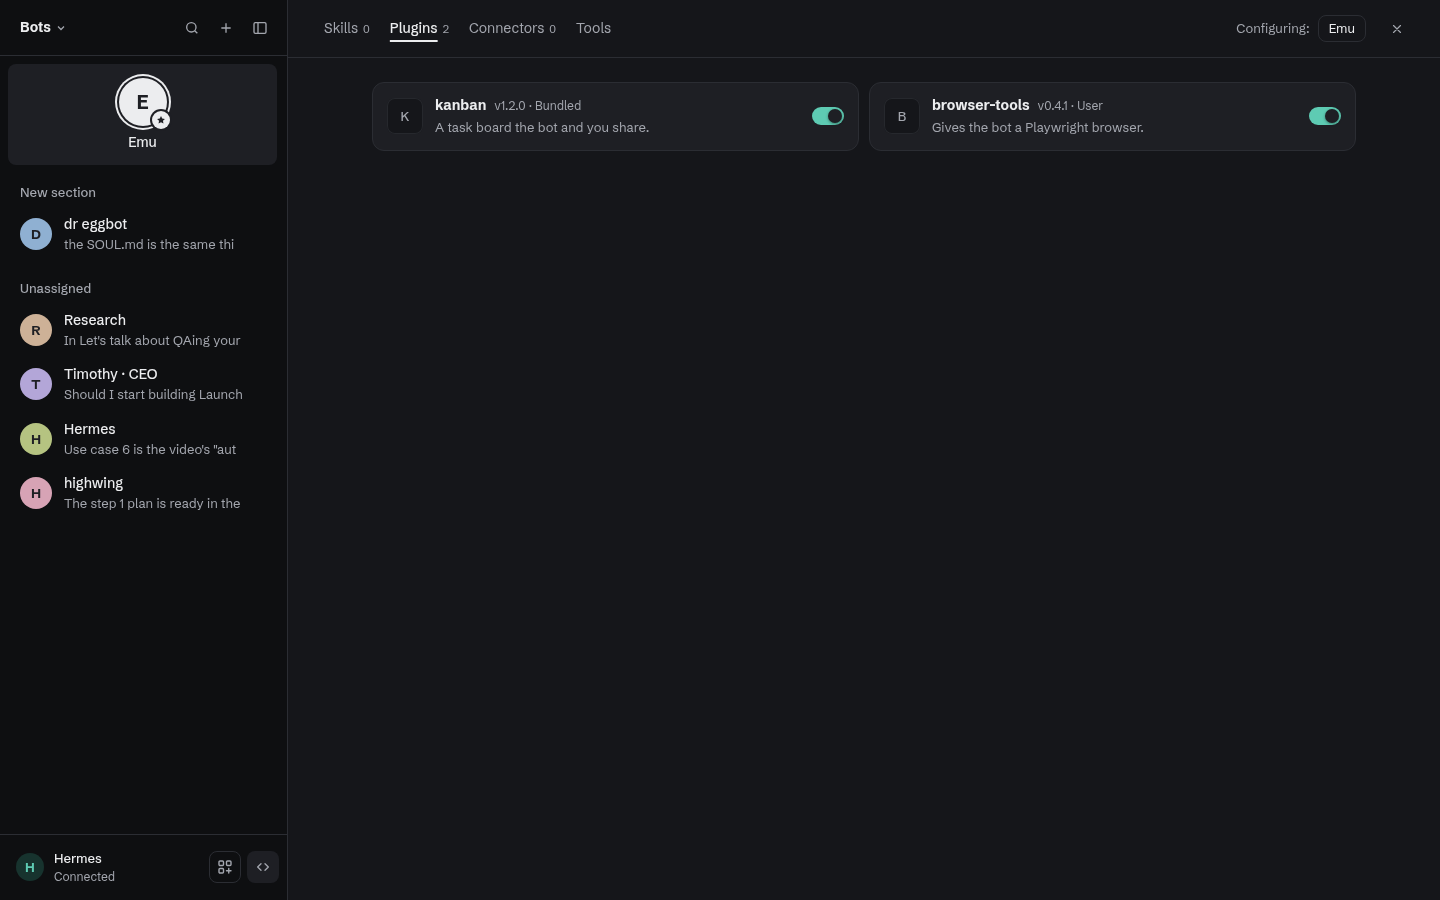 Bots
E
Emu
New section
D
dr eggbot
the SOUL.md is the same thi
Unassigned
R
Research
In Let's talk about QAing your
T
Timothy · CEO
Should I start building Launch
H
Hermes
Use case 6 is the video's "aut
H
highwing
The step 1 plan is ready in the
H
Hermes
Connected
Skills 0 Plugins 2 Connectors 0 Tools
Configuring: Emu
K
kanban v1.2.0 · Bundled
A task board the bot and you share.
B
browser-tools v0.4.1 · User
Gives the bot a Playwright browser.